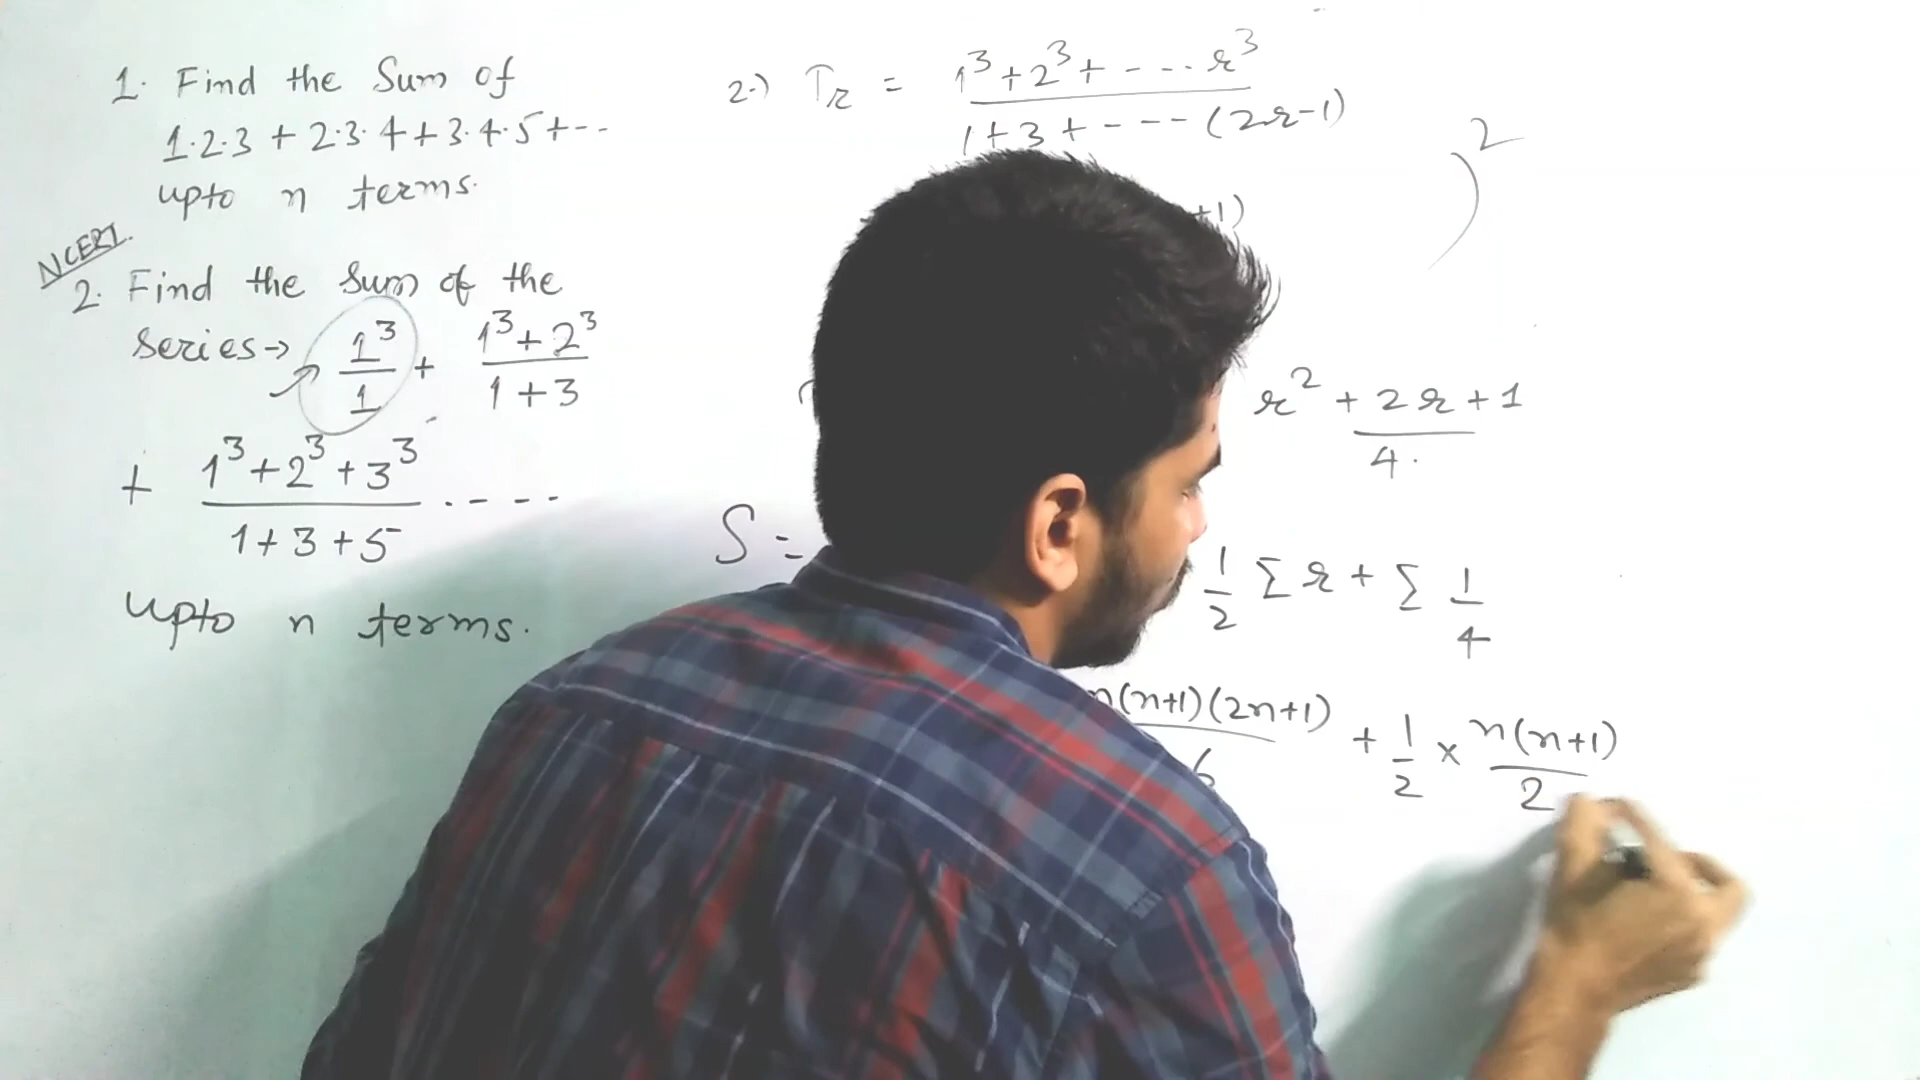 1. Find the Sum of
1.2.3 + 2.3.4 + 3.4.5 + --
upto n terms.
NCERT.
2. Find the sum of the
series → 1³/1 + (1³+2³)/(1+3)
+ (1³+2³+3³)/(1+3+5) ....
upto n terms.
2.) Tr = (1³+2³+ --- r³)/(1+3+ --- (2r-1))
+1)
)²
r² + 2r + 1
4.
S =
1/2 Σ r + Σ 1/4
n(n+1)(2n+1)/6 + 1/2 × n(n+1)/2